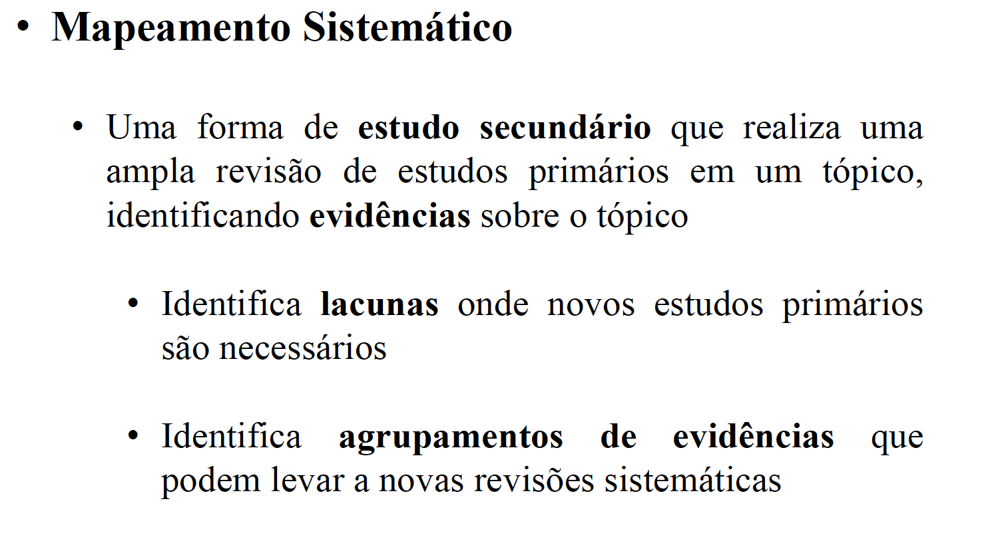 • Mapeamento Sistemático
• Uma forma de estudo secundário que realiza uma
ampla revisão de estudos primários em um tópico,
identificando evidências sobre o tópico
• Identifica lacunas onde novos estudos primários
são necessários
• Identifica agrupamentos de evidências que
podem levar a novas revisões sistemáticas